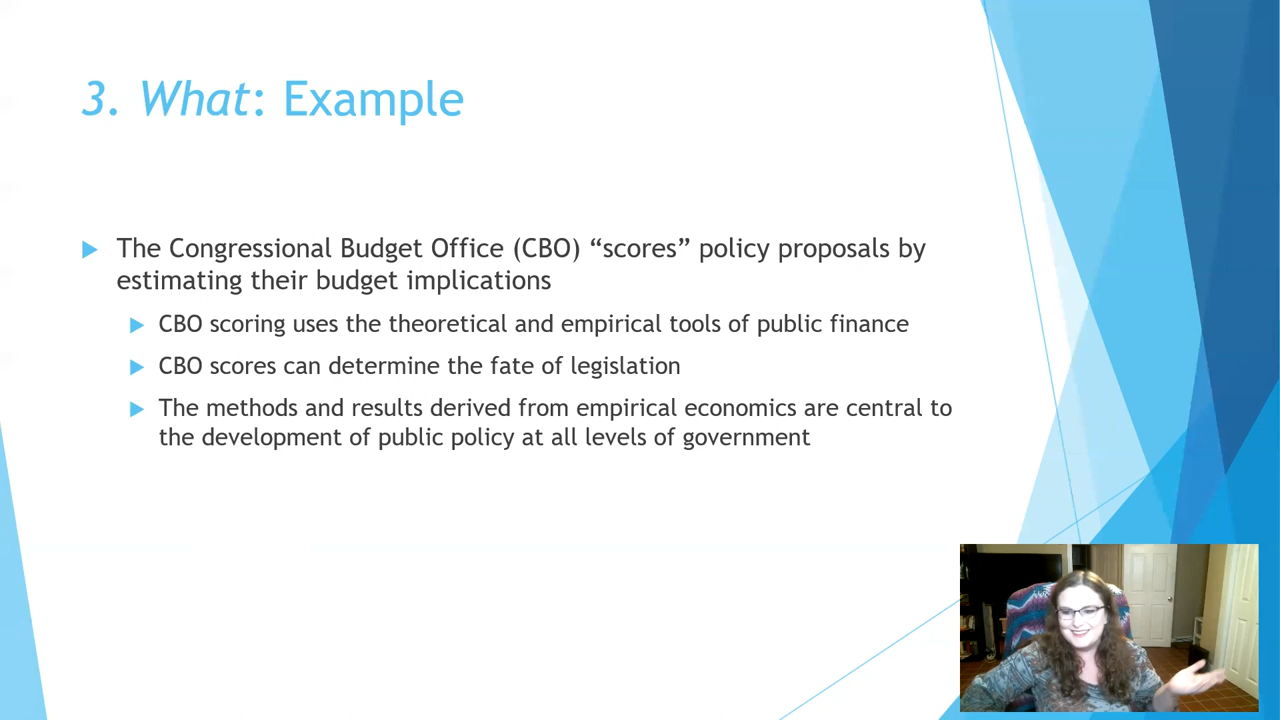 3. What: Example
The Congressional Budget Office (CBO) “scores” policy proposals by
estimating their budget implications
CBO scoring uses the theoretical and empirical tools of public finance
CBO scores can determine the fate of legislation
The methods and results derived from empirical economics are central to
the development of public policy at all levels of government